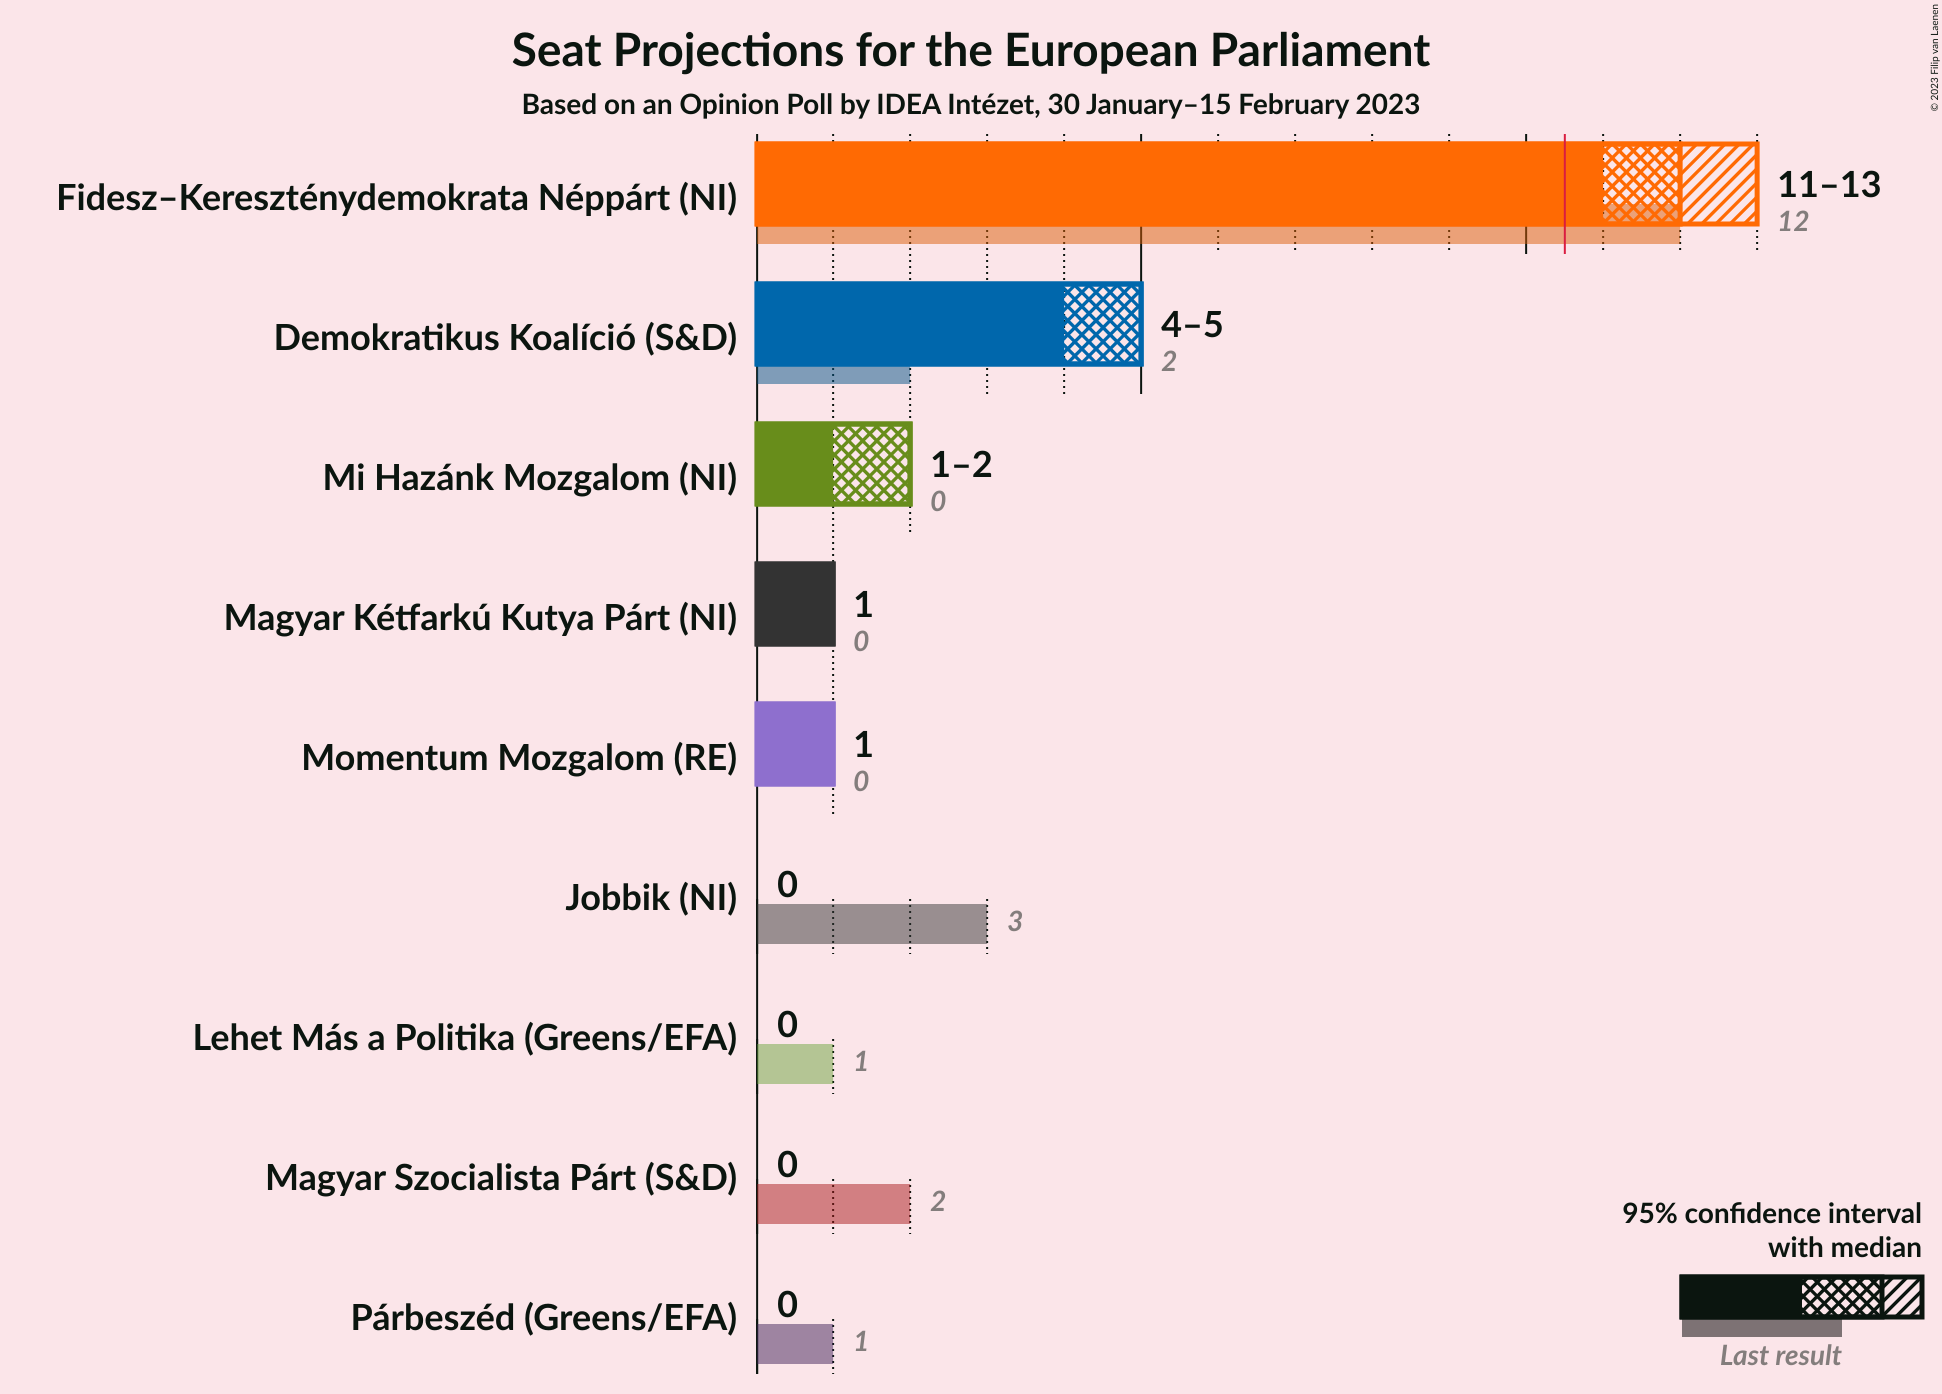 Seat Projections for the European Parliament
Based on an Opinion Poll by IDEA Intézet, 30 January–15 February 2023
© 2023 Filip van Laenen
Fidesz–Kereszténydemokrata Néppárt (NI)
11–13
12
Demokratikus Koalíció (S&D)
4–5
2
Mi Hazánk Mozgalom (NI)
1–2
0
Magyar Kétfarkú Kutya Párt (NI)
1
0
Momentum Mozgalom (RE)
1
0
Jobbik (NI)
0
3
Lehet Más a Politika (Greens/EFA)
0
1
Magyar Szocialista Párt (S&D)
0
2
Párbeszéd (Greens/EFA)
0
1
95% confidence interval
with median
Last result